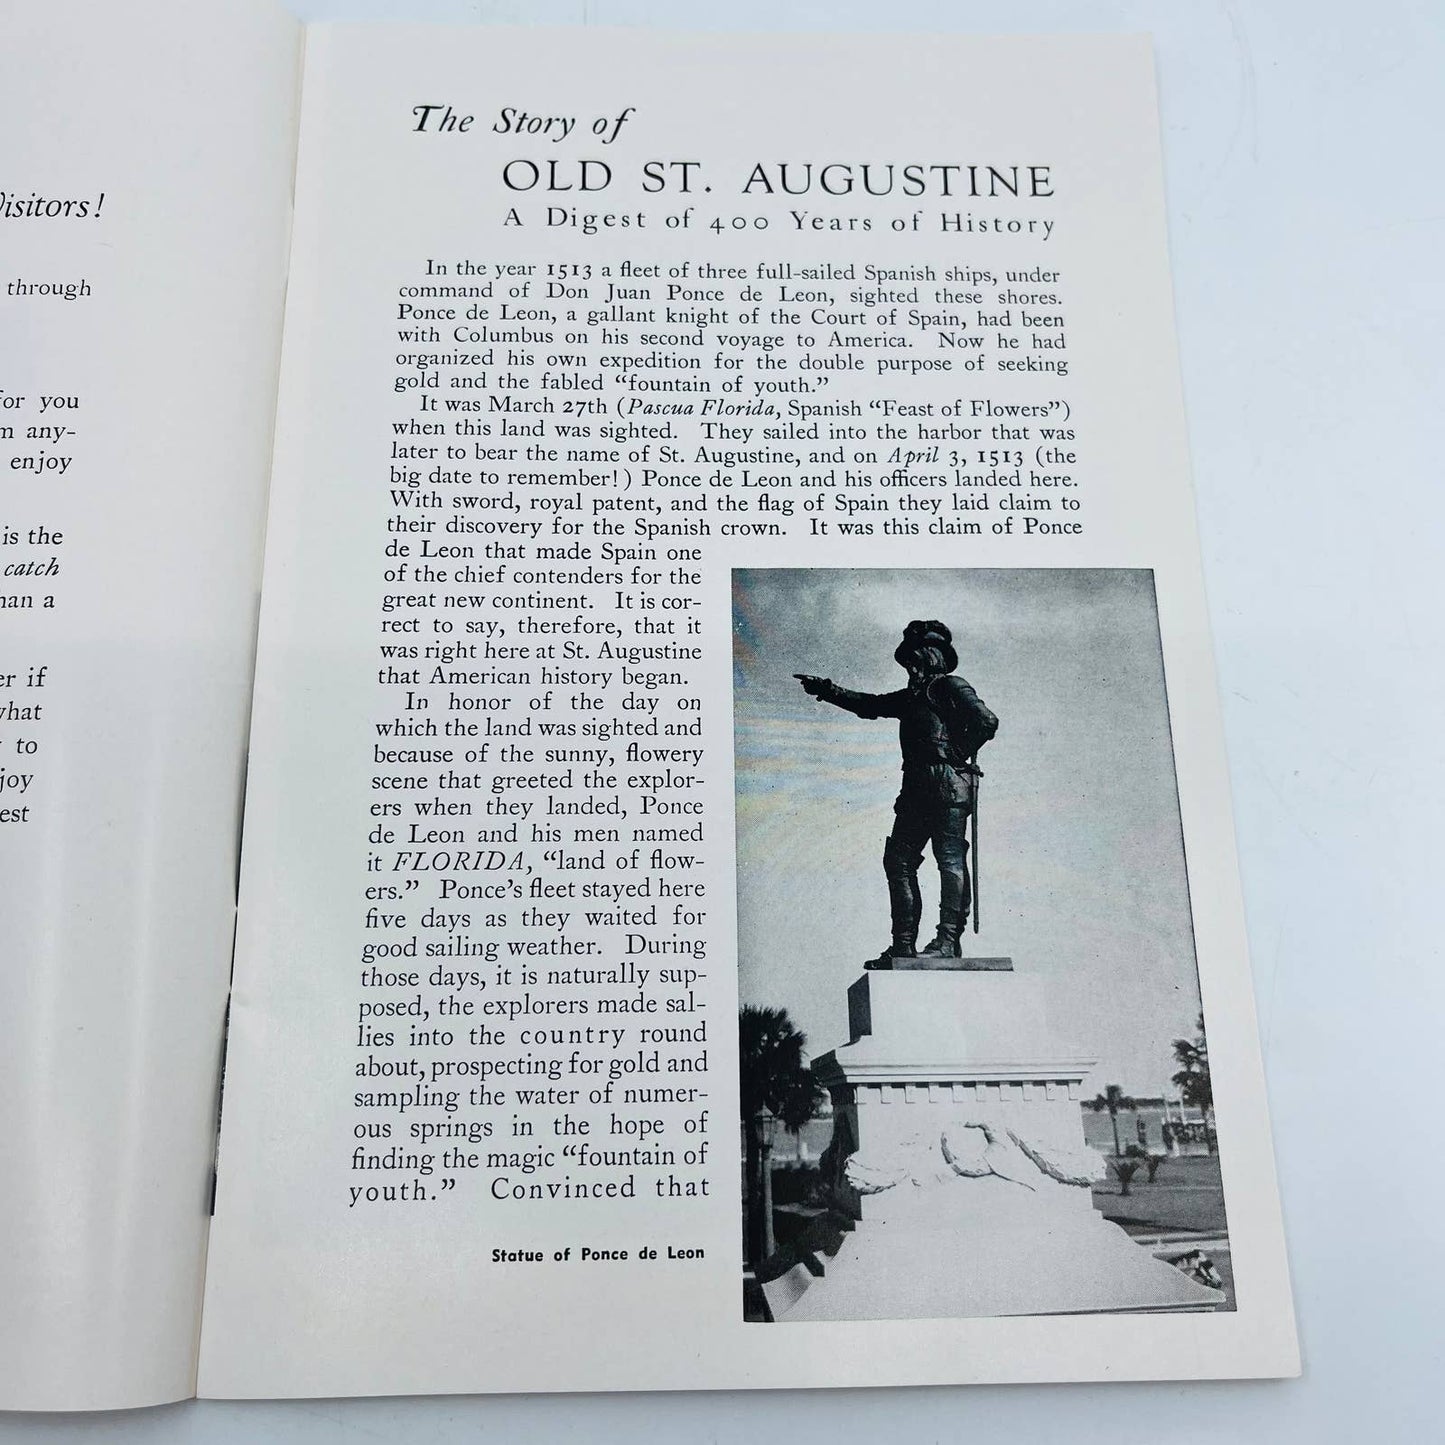 Visitors!
through
for you
any-
enjoy
is the
catch
than a
if
what
to
The Story of
OLD ST. AUGUSTINE
A Digest of 400 Years of History
In the year 1513 a fleet of three full-sailed Spanish ships, under
command of Don Juan Ponce de Leon, sighted these shores.
Ponce de Leon, a gallant knight of the Court of Spain, had been
with Columbus on his second voyage to America. Now he had
organized his own expedition for the double purpose of seeking
gold and the fabled “fountain of youth.”
It was March 27th (Pascua Florida, Spanish “Feast of Flowers”)
when this land was sighted. They sailed into the harbor that was
later to bear the name of St. Augustine, and on April 3, 1513 (the
big date to remember!) Ponce de Leon and his officers landed here.
With sword, royal patent, and the flag of Spain they laid claim to
their discovery for the Spanish crown. It was this claim of Ponce
de Leon that made Spain one
of the chief contenders for the
great new continent. It is cor-
rect to say, therefore, that it
was right here at St. Augustine
that American history began.
In honor of the day on
which the land was sighted and
because of the sunny, flowery
scene that greeted the explor-
ers when they landed, Ponce
de Leon and his men named
it FLORIDA, “land of flow-
ers.” Ponce’s fleet stayed here
five days as they waited for
good sailing weather. During
those days, it is naturally sup-
posed, the explorers made sal-
lies into the country round
about, prospecting for gold and
sampling the water of numer-
ous springs in the hope of
finding the magic “fountain of
youth.” Convinced that
Statue of Ponce de Leon